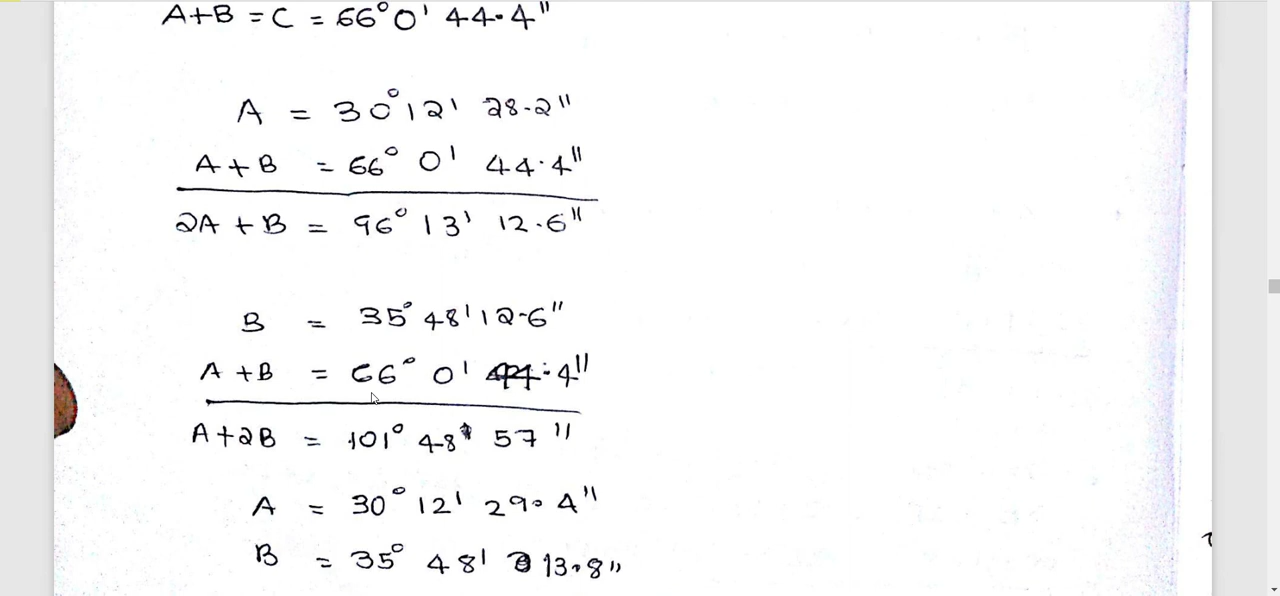 A+B = C = 66° 0' 44.4"
A = 30° 12' 28.2"
A+B = 66° 0' 44.4"
2A+B = 96° 13' 12.6"
B = 35° 48' 12.6"
A+B = 66° 0' 44.4"
A+2B = 101° 48' 57"
A = 30° 12' 29.4"
B = 35° 48' 13.8"